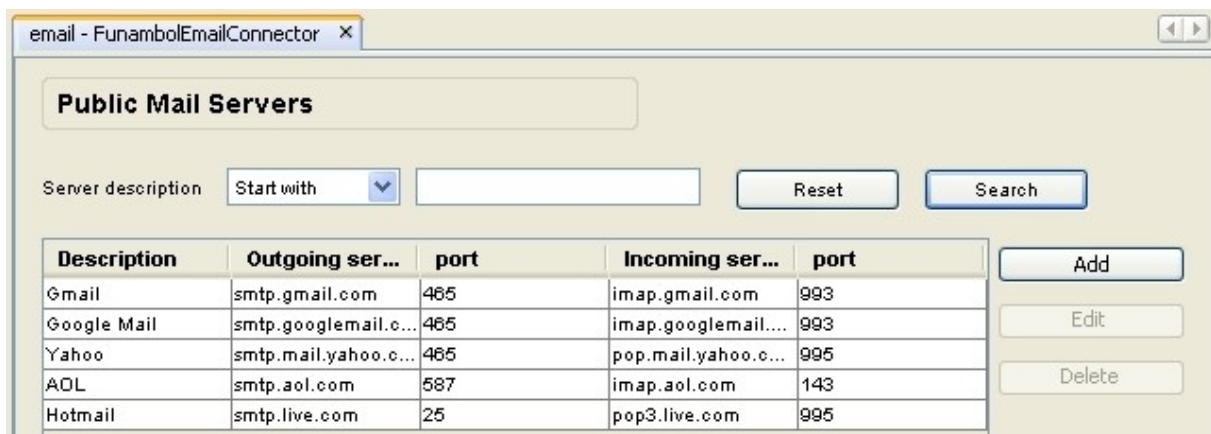 email - FunambolEmailConnector ×
Public Mail Servers
Server description Start with Reset Search
Description Outgoing ser... port Incoming ser... port Add
Gmail smtp.gmail.com 465 imap.gmail.com 993
Google Mail smtp.googlemail.c... 465 imap.googlemail.... 993 Edit
Yahoo smtp.mail.yahoo.c... 465 pop.mail.yahoo.c... 995
AOL smtp.aol.com 587 imap.aol.com 143 Delete
Hotmail smtp.live.com 25 pop3.live.com 995